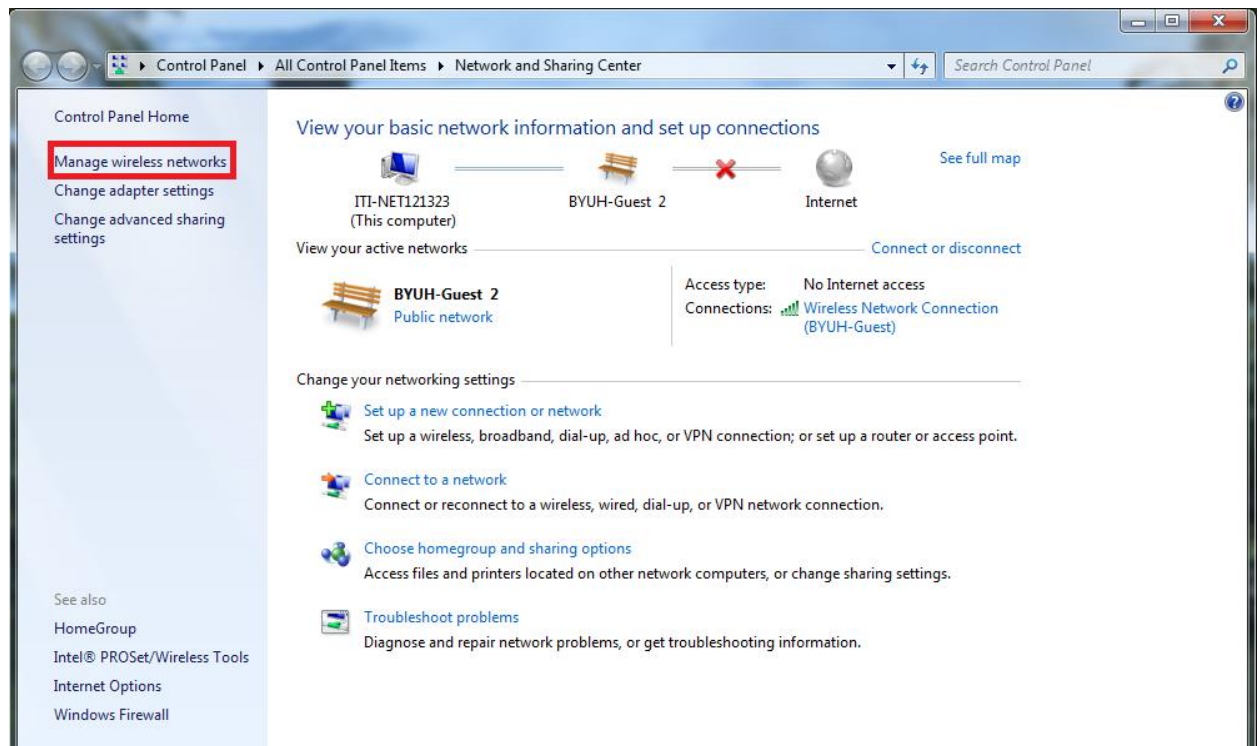 Control Panel ▸ All Control Panel Items ▸ Network and Sharing Center
Search Control Panel
Control Panel Home
Manage wireless networks
Change adapter settings
Change advanced sharing
settings
See also
HomeGroup
Intel® PROSet/Wireless Tools
Internet Options
Windows Firewall
View your basic network information and set up connections
See full map
ITI-NET121323
(This computer)
BYUH-Guest 2
Internet
View your active networks
Connect or disconnect
BYUH-Guest 2
Public network
Access type: No Internet access
Connections: Wireless Network Connection
(BYUH-Guest)
Change your networking settings
Set up a new connection or network
Set up a wireless, broadband, dial-up, ad hoc, or VPN connection; or set up a router or access point.
Connect to a network
Connect or reconnect to a wireless, wired, dial-up, or VPN network connection.
Choose homegroup and sharing options
Access files and printers located on other network computers, or change sharing settings.
Troubleshoot problems
Diagnose and repair network problems, or get troubleshooting information.